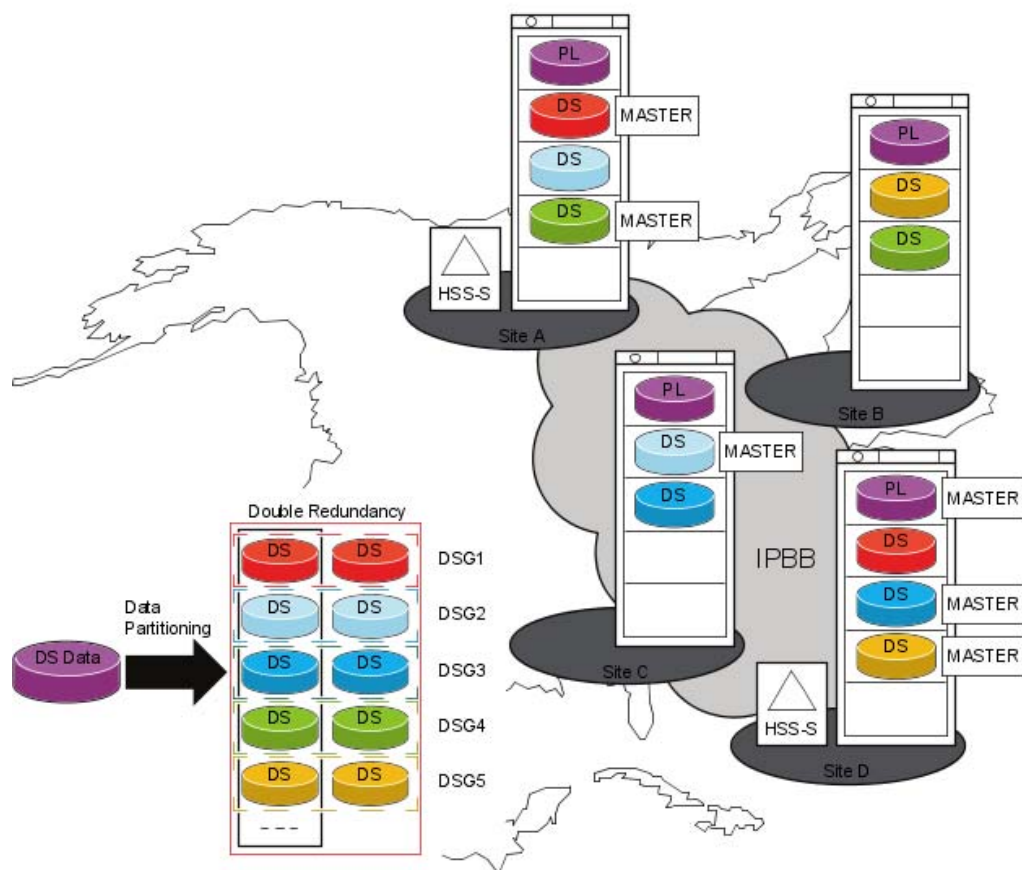 PL
DS
MASTER
DS
DS
MASTER
HSS-S
Site A
PL
DS
DS
Site B
PL
DS
MASTER
DS
Site C
IPBB
PL
MASTER
DS
DS
MASTER
DS
MASTER
HSS-S
Site D
Double Redundancy
DS DS DSG1
DS DS DSG2
DS DS DSG3
DS DS DSG4
DS DS DSG5
---
Data
Partitioning
DS Data